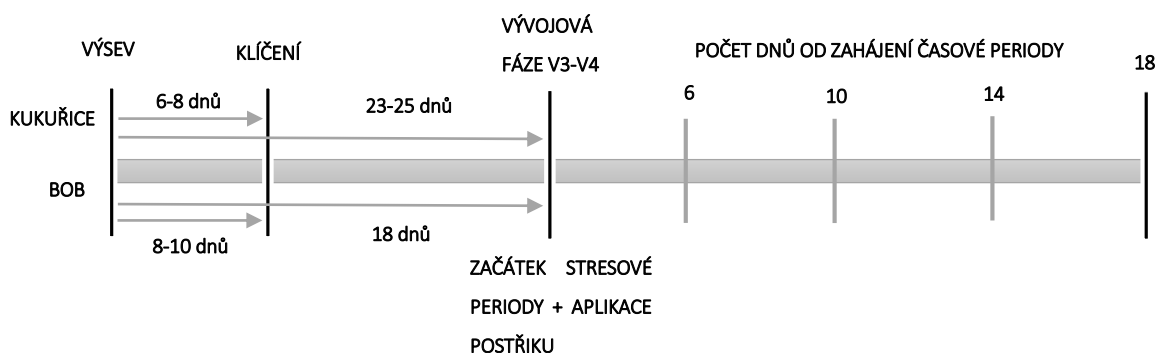 VÝSEV
KLÍČENÍ
VÝVOJOVÁ
FÁZE V3-V4
POČET DNŮ OD ZAHÁJENÍ ČASOVÉ PERIODY
18
6
10
14
6-8 dnů
23-25 dnů
KUKUŘICE
BOB
8-10 dnů
18 dnů
ZAČÁTEK STRESOVÉ
PERIODY + APLIKACE
POSTŘIKU